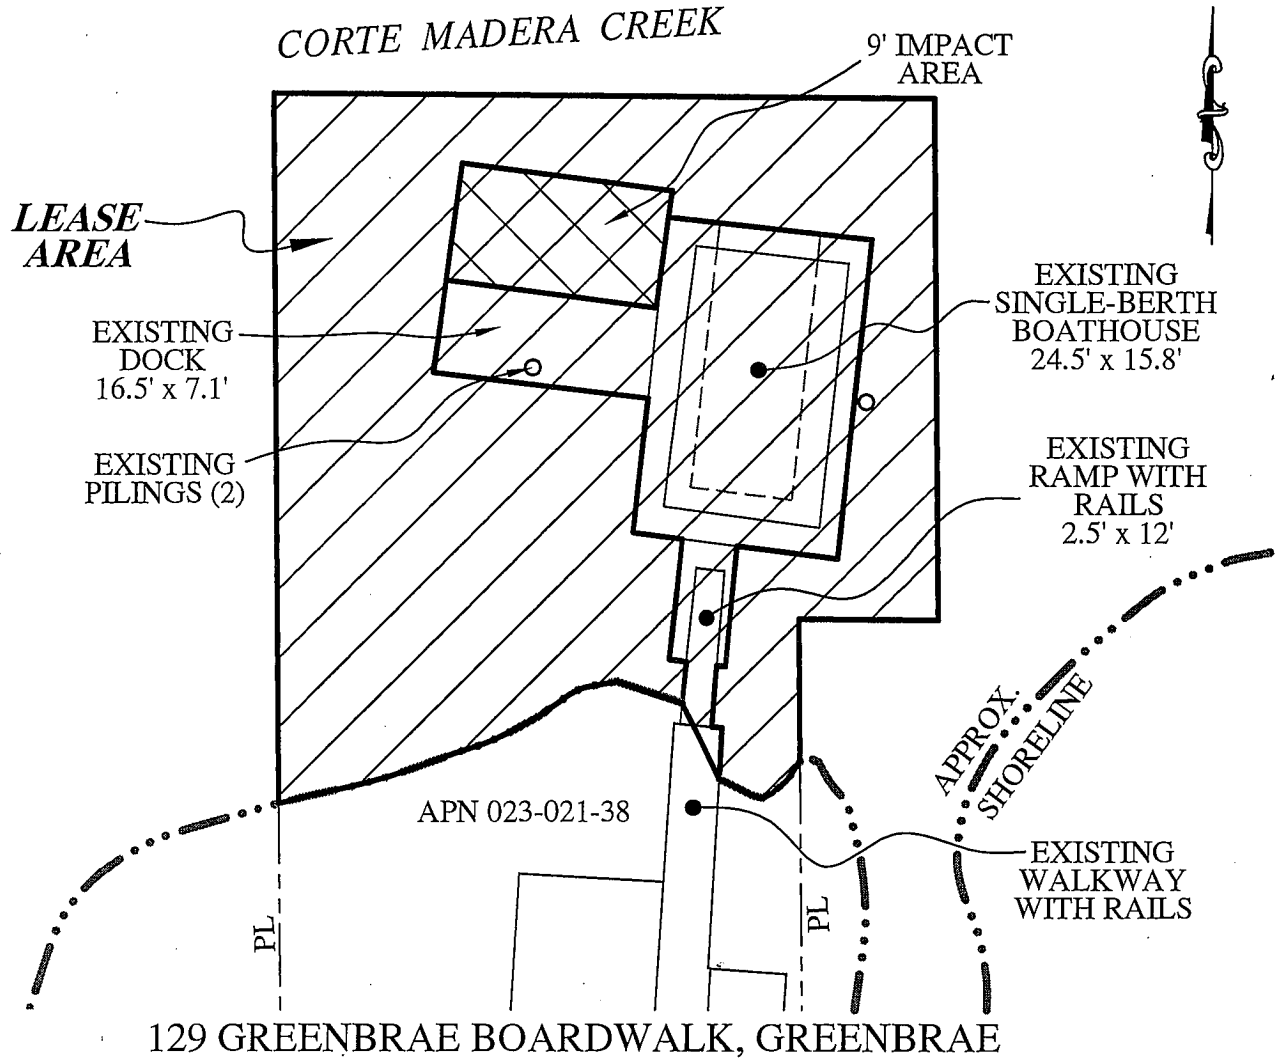 CORTE MADERA CREEK
9' IMPACT
AREA
LEASE
AREA
EXISTING
DOCK
16.5' x 7.1'
EXISTING
SINGLE-BERTH
BOATHOUSE
24.5' x 15.8'
EXISTING
PILINGS (2)
EXISTING
RAMP WITH
RAILS
2.5' x 12'
APPROX.
SHORELINE
APN 023-021-38
EXISTING
WALKWAY
WITH RAILS
PL
PL
129 GREENBRAE BOARDWALK, GREENBRAE